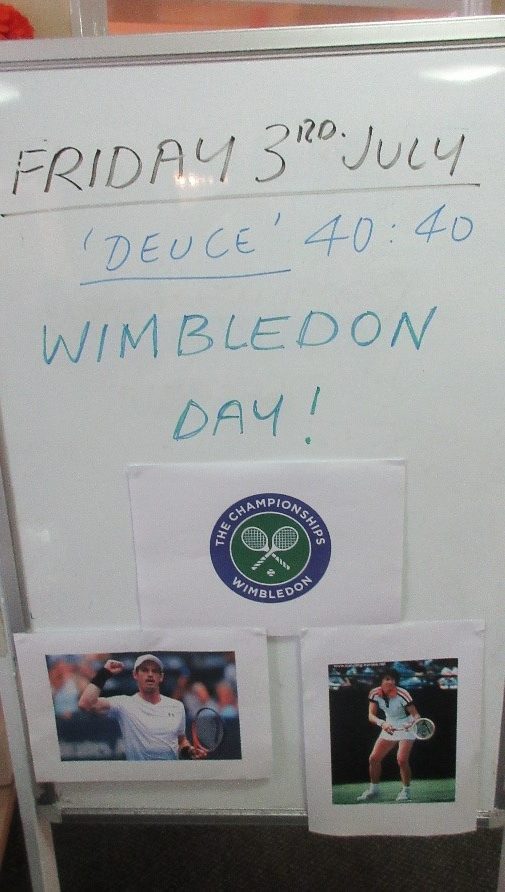 FRIDAY 3RD. JULY
'DEUCE' 40:40
WIMBLEDON
DAY!
THE CHAMPIONSHIPS
WIMBLEDON